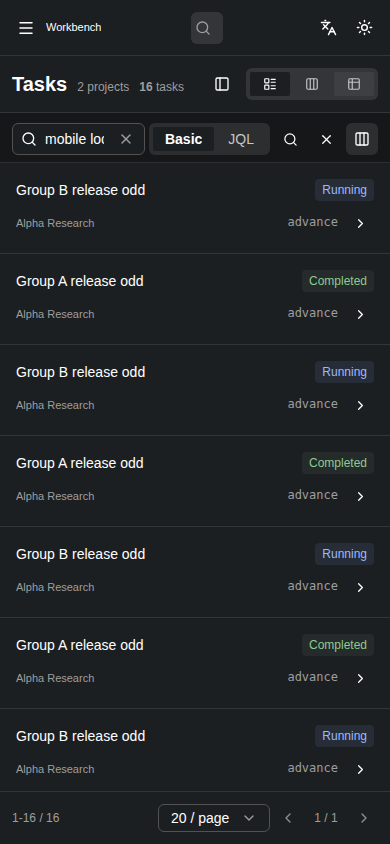 Workbench
Tasks 2 projects 16 tasks
mobile loc Basic JQL
Group B release odd Running
Alpha Research advance
Group A release odd Completed
Alpha Research advance
Group B release odd Running
Alpha Research advance
Group A release odd Completed
Alpha Research advance
Group B release odd Running
Alpha Research advance
Group A release odd Completed
Alpha Research advance
Group B release odd Running
Alpha Research advance
1-16 / 16 20 / page 1 / 1